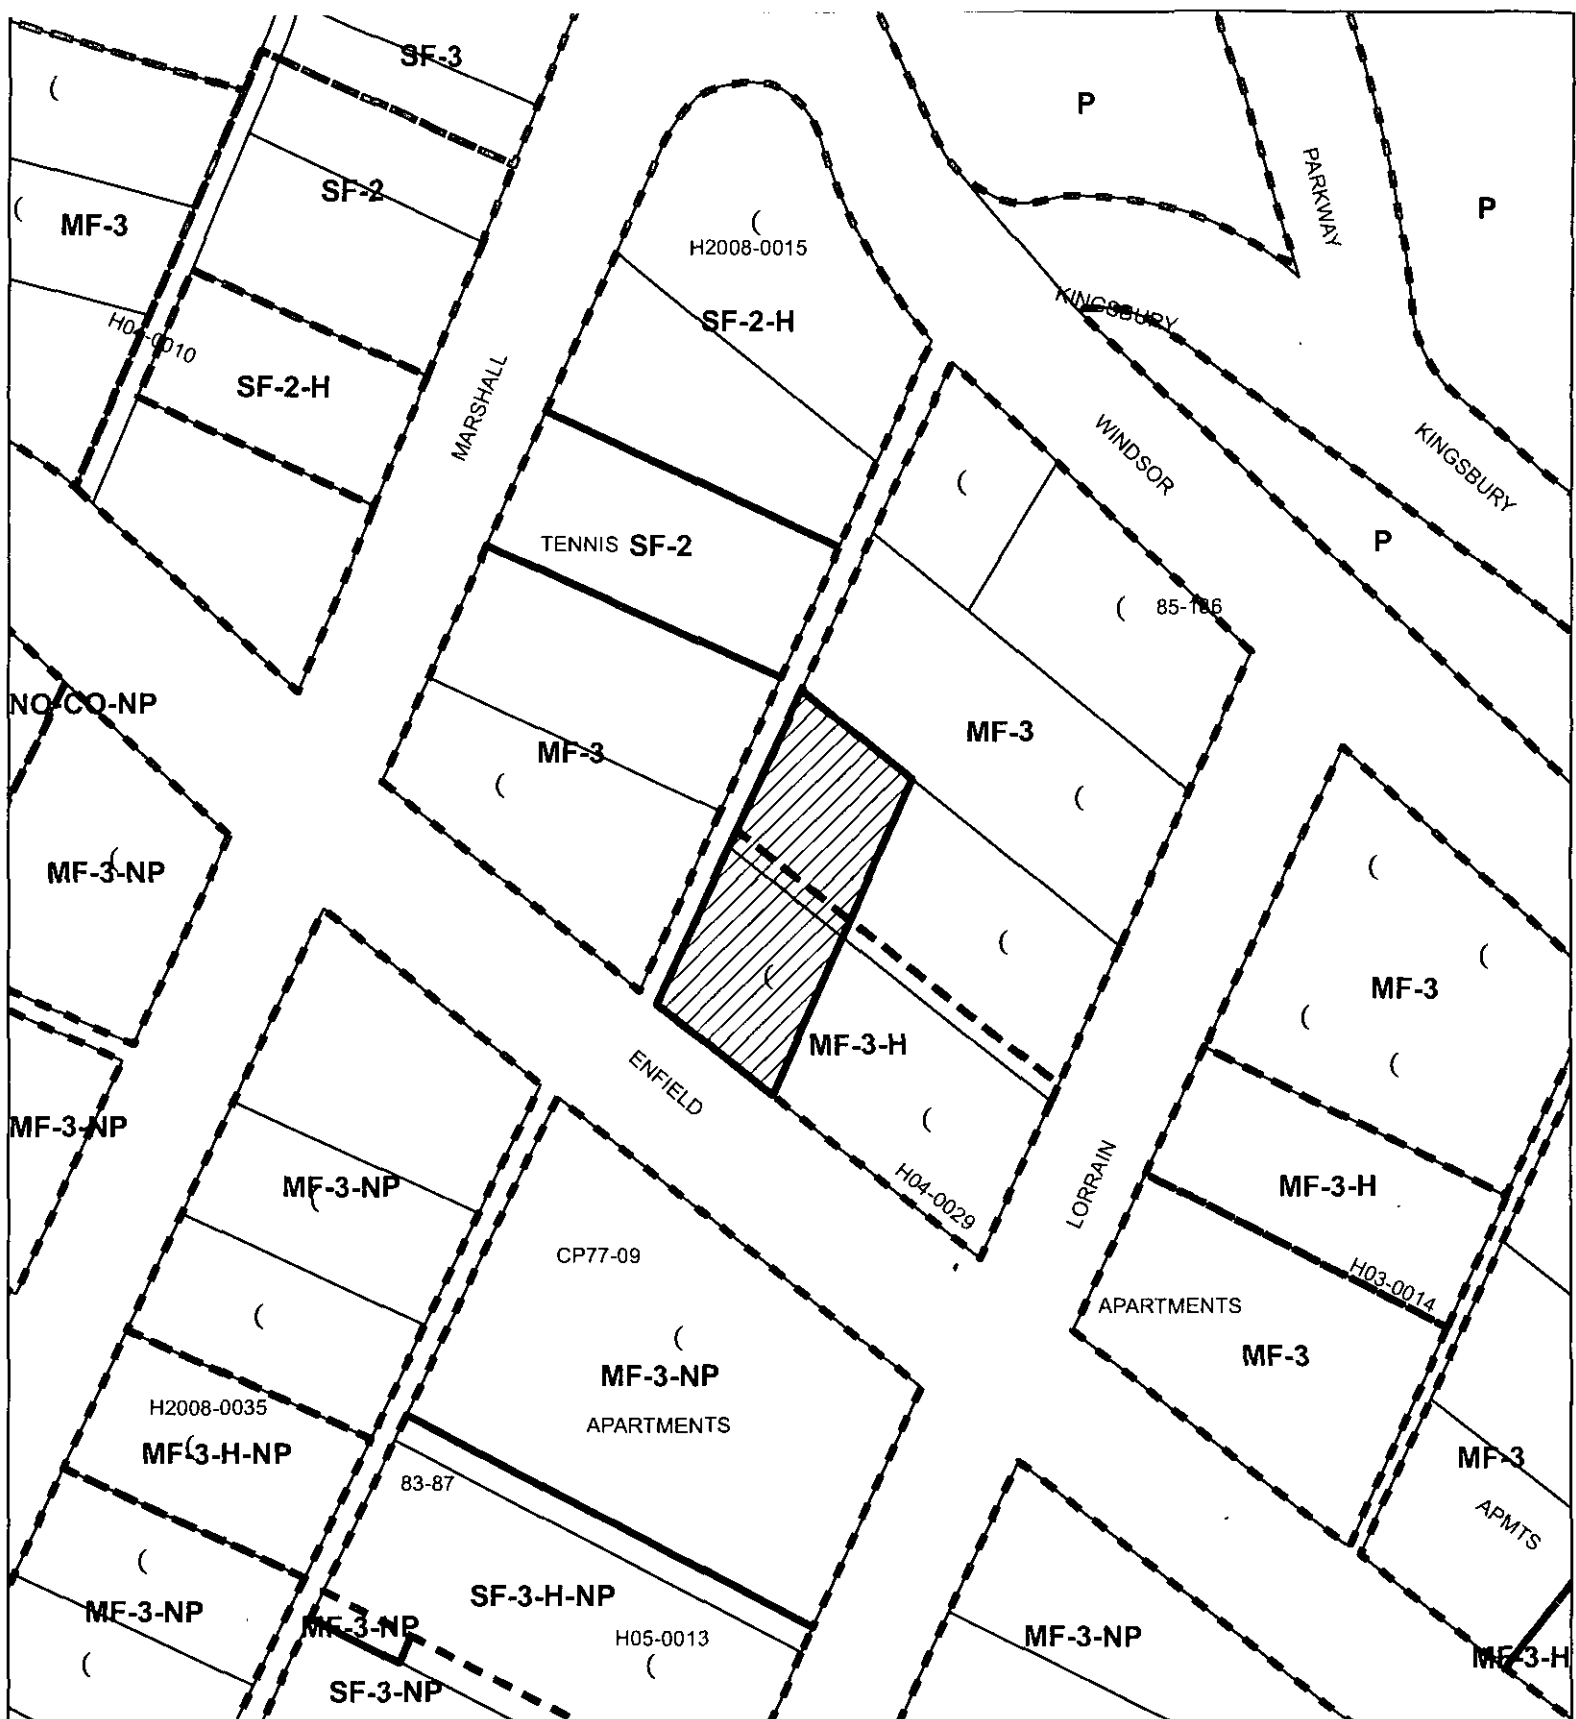 SF-3
P
PARKWAY
SF-2
P
MF-3
H2008-0015
KINGSBURY
SF-2-H
SF-2-H
MARSHALL
WINDSOR
KINGSBURY
TENNIS SF-2
P
NO-CO-NP
MF-3
MF-3
MF-3-NP
MF-3
MF-3-H
ENFIELD
MF-3-NP
MF-3-NP
H04-0029
LORRAIN
MF-3-H
CP77-09
H03-0014
APARTMENTS
MF-3
MF-3-NP
APARTMENTS
H2008-0035
MF-3-H-NP
83-87
MF-3
APMTS
SF-3-H-NP
MF-3-NP
MF-3-NP
H05-0013
MF-3-NP
MF-3-H
SF-3-NP